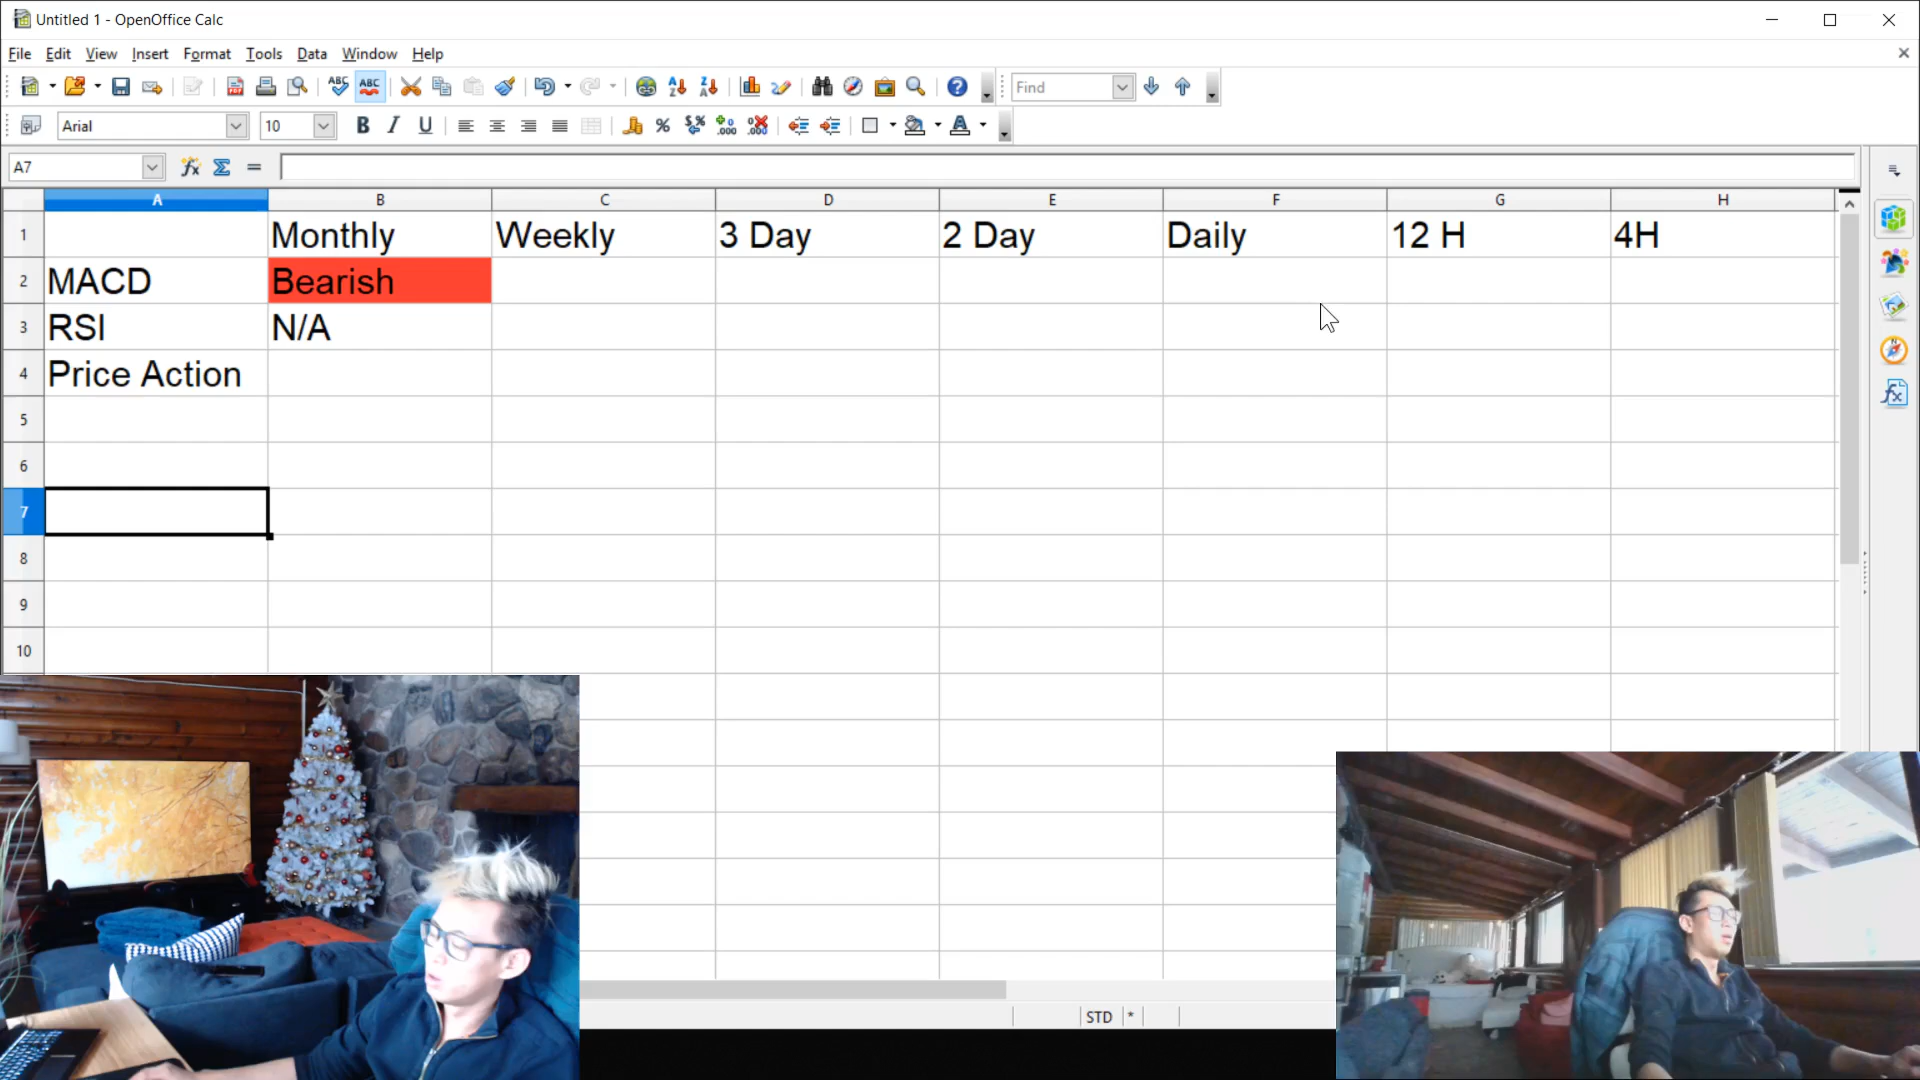 Untitled 1 - OpenOffice Calc
File Edit View Insert Format Tools Data Window Help
Find
Arial 10
A7
A B C D E F G H
1 Monthly Weekly 3 Day 2 Day Daily 12 H 4H
2 MACD Bearish
3 RSI N/A
4 Price Action
5
6
7
8
9
10
STD *